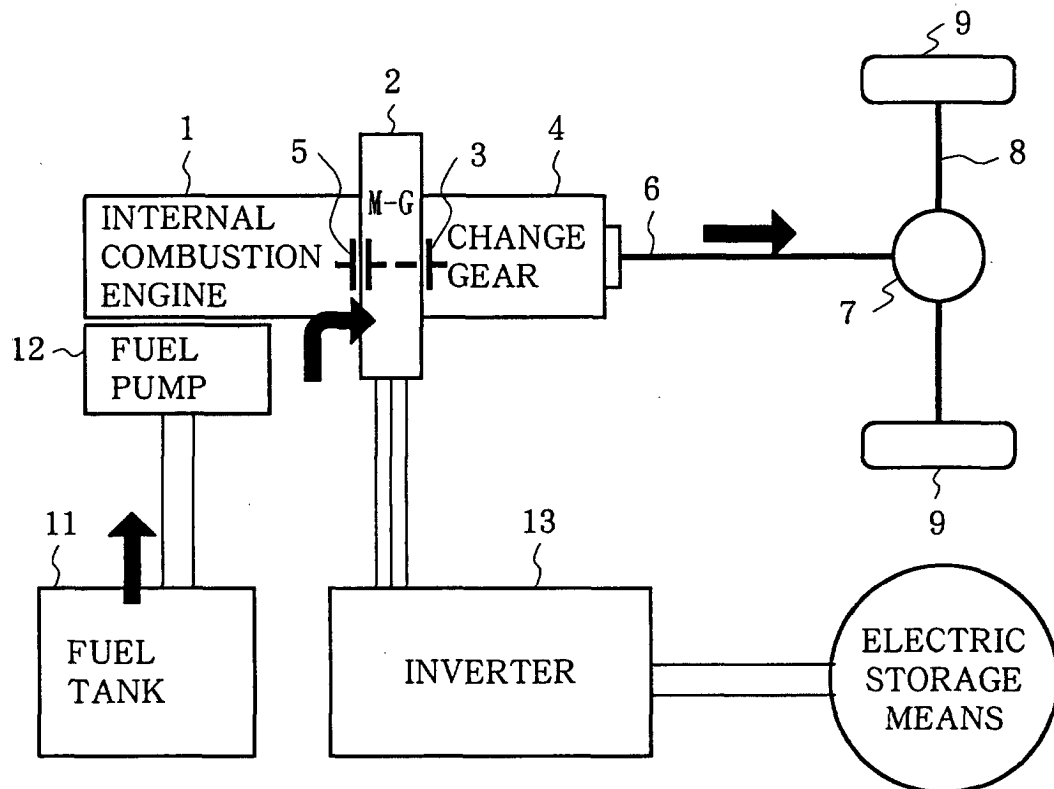 9
2
1
5
3
4
8
6
M-G
INTERNAL
COMBUSTION
ENGINE
CHANGE
GEAR
7
12
FUEL
PUMP
9
11
13
FUEL
TANK
INVERTER
ELECTRIC
STORAGE
MEANS